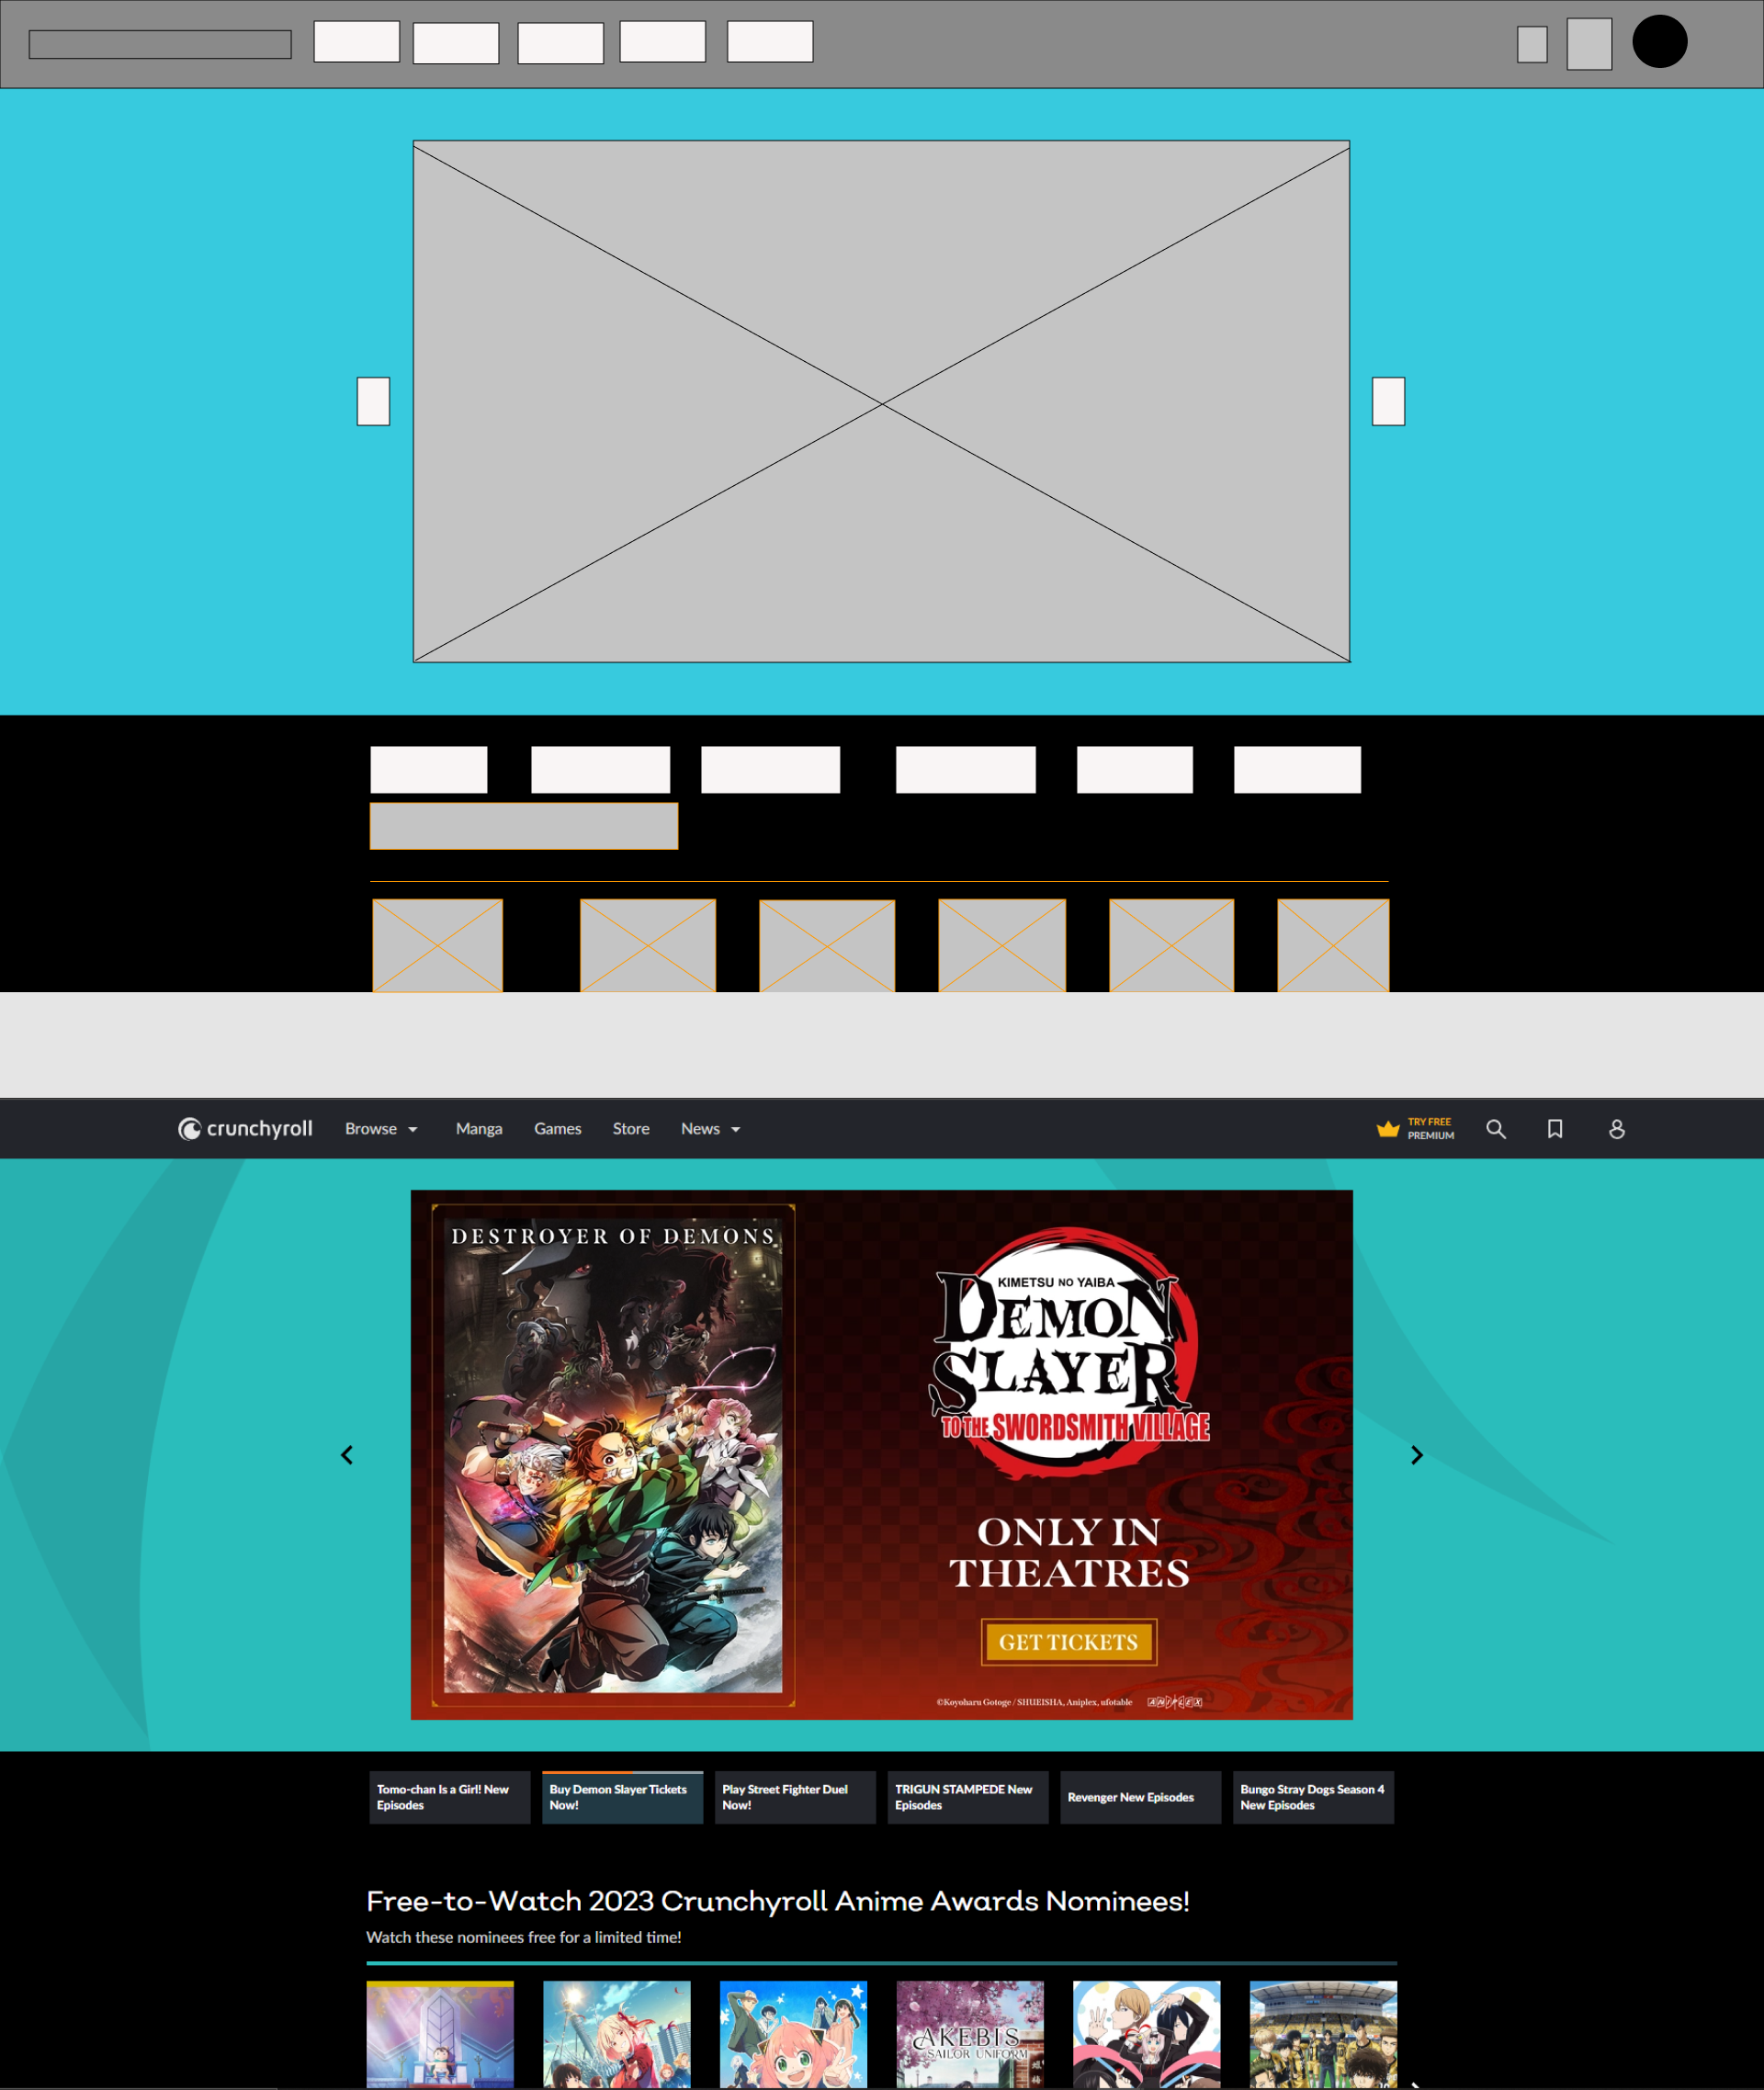 crunchyroll
Browse
Manga
Games
Store
News
TRY FREE
PREMIUM
DESTROYER OF DEMONS
KIMETSU NO YAIBA
DEMON
SLAYER
TO THE SWORDSMITH VILLAGE
ONLY IN
THEATRES
GET TICKETS
©Koyoharu Gotoge / SHUEISHA, Aniplex, ufotable
ANIPLEX
Tomo-chan Is a Girl! New
Episodes
Buy Demon Slayer Tickets
Now!
Play Street Fighter Duel
Now!
TRIGUN STAMPEDE New
Episodes
Revenger New Episodes
Bungo Stray Dogs Season 4
New Episodes
Free-to-Watch 2023 Crunchyroll Anime Awards Nominees!
Watch these nominees free for a limited time!
AKEBI'S
SAILOR UNIFORM